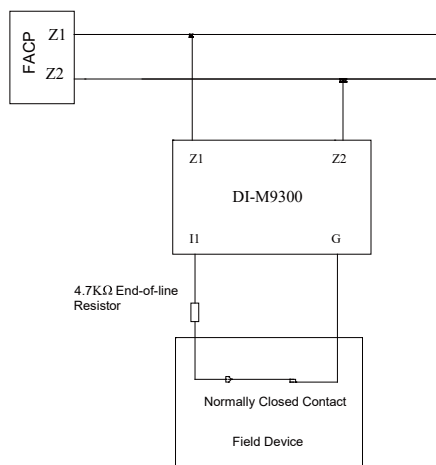 FACP
Z1
Z2
Z1
Z2
DI-M9300
I1
G
4.7KΩ End-of-line
Resistor
Normally Closed Contact
Field Device